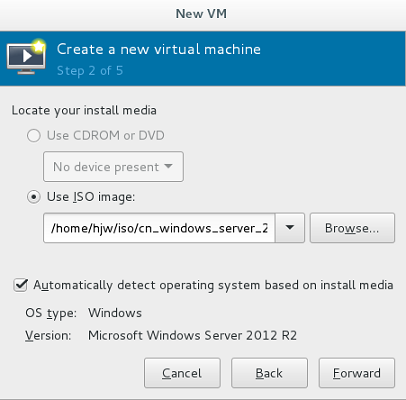 New VM
Create a new virtual machine
Step 2 of 5
Locate your install media
Use CDROM or DVD
No device present
Use ISO image:
/home/hjw/iso/cn_windows_server_2
Browse...
Automatically detect operating system based on install media
OS type: Windows
Version: Microsoft Windows Server 2012 R2
Cancel Back Forward